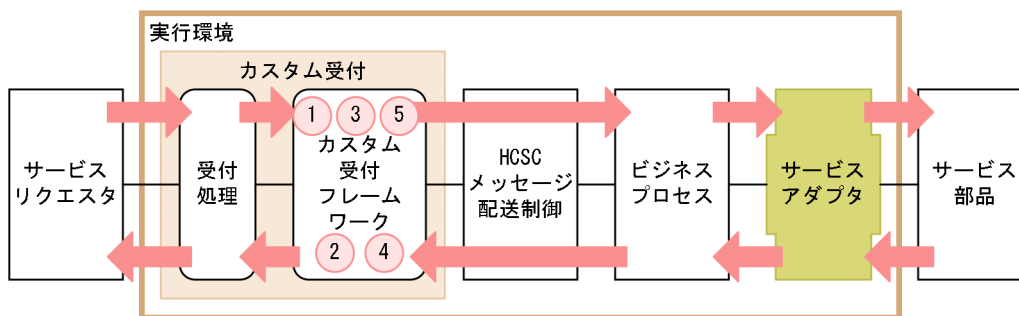 実行環境
カスタム受付
サービス
リクエスタ
受付
処理
1 3 5
カスタム
受付
フレーム
ワーク
2 4
HCSC
メッセージ
配送制御
ビジネス
プロセス
サービス
アダプタ
サービス
部品